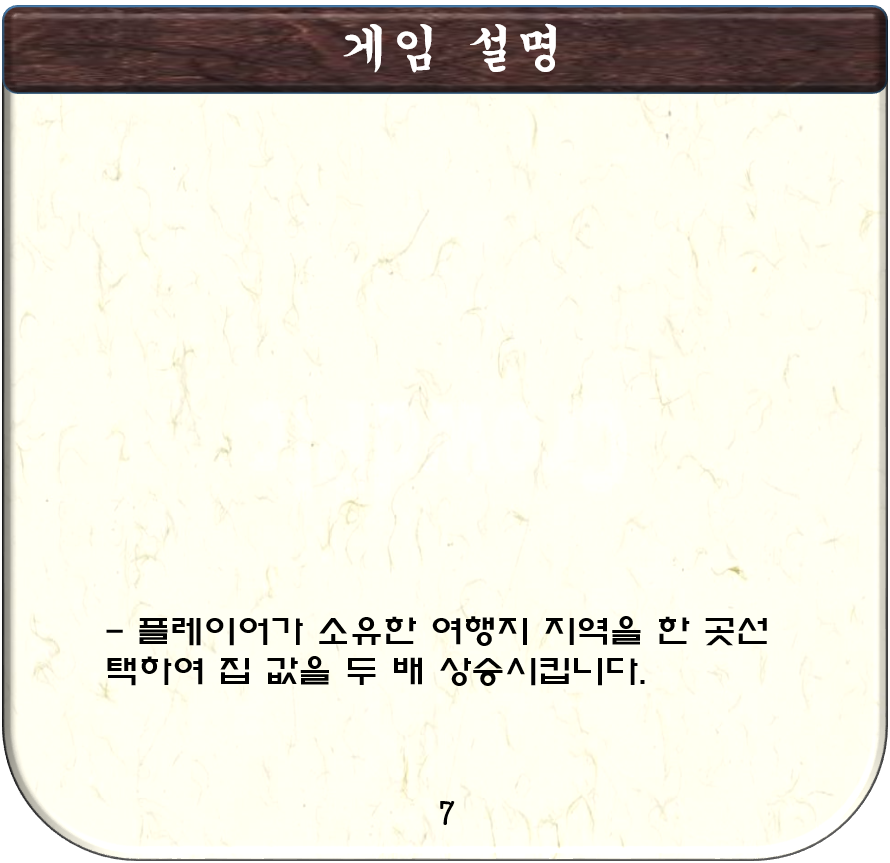 게임 설명
- 플레이어가 소유한 여행지 지역을 한 곳선
택하여 집 값을 두 배 상승시킵니다.
7